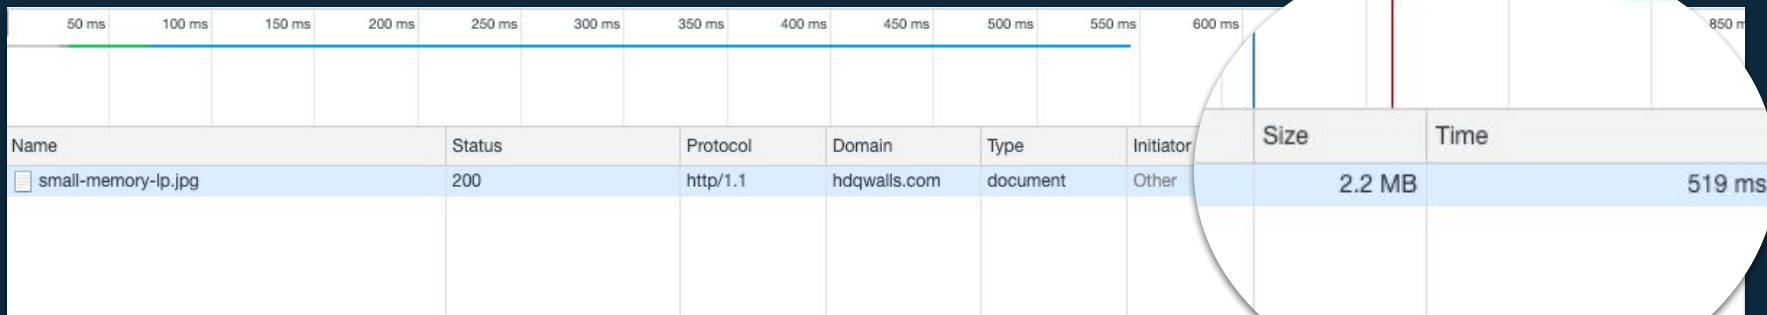 50 ms 100 ms 150 ms 200 ms 250 ms 300 ms 350 ms 400 ms 450 ms 500 ms 550 ms 600 ms 850 m
Name Status Protocol Domain Type Initiator Size Time
small-memory-lp.jpg 200 http/1.1 hdqwalls.com document Other 2.2 MB 519 ms